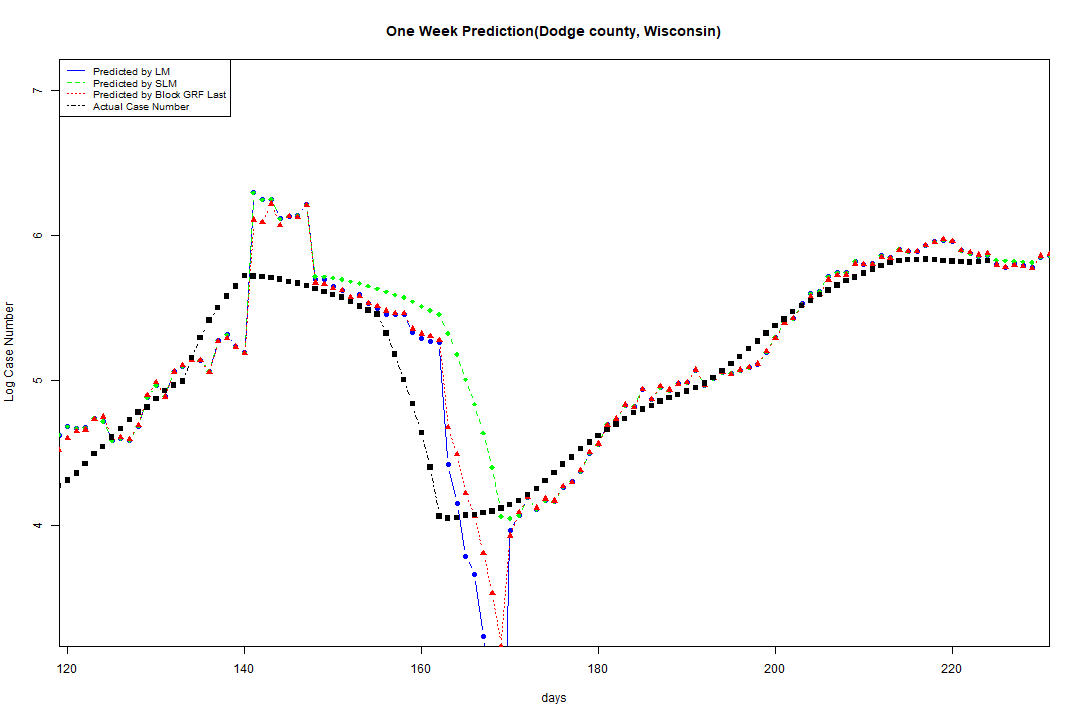 One Week Prediction(Dodge county, Wisconsin)
Predicted by LM
Predicted by SLM
Predicted by Block GRF Last
Actual Case Number
7
6
5
4
Log Case Number
120 140 160 180 200 220
days